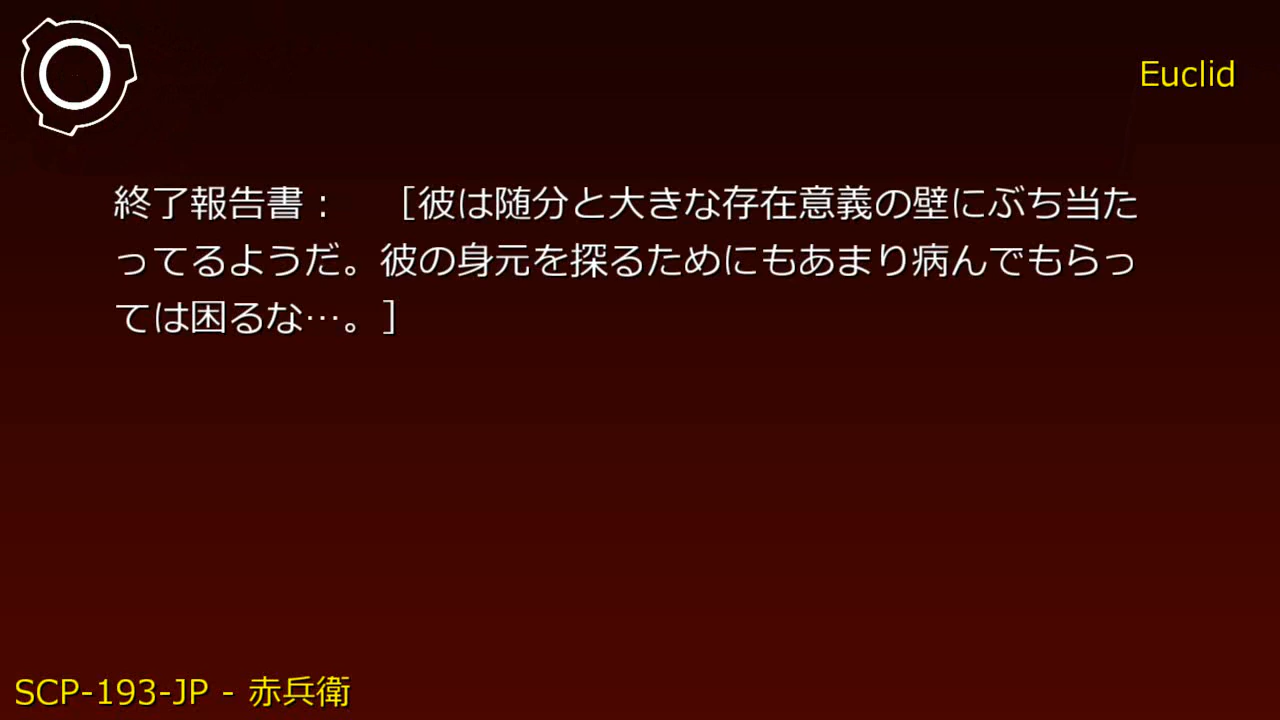 Euclid
終了報告書：　［彼は随分と大きな存在意義の壁にぶち当た
ってるようだ。彼の身元を探るためにもあまり病んでもらっ
ては困るな…。］
SCP-193-JP - 赤兵衛